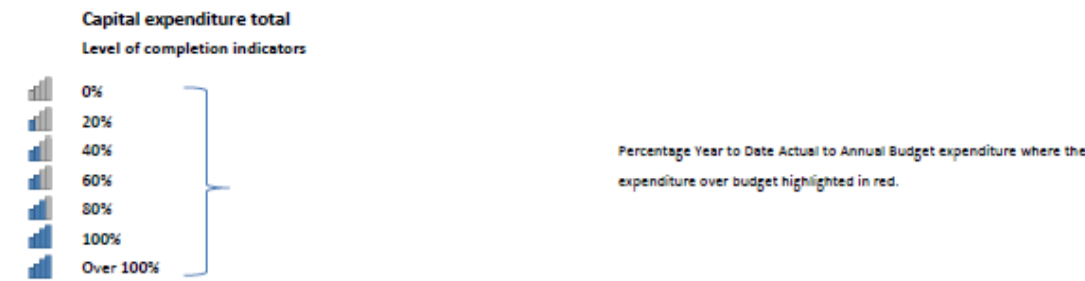 Capital expenditure total
Level of completion indicators
0%
20%
40%
60%
80%
100%
Over 100%
Percentage Year to Date Actual to Annual Budget expenditure where the
expenditure over budget highlighted in red.